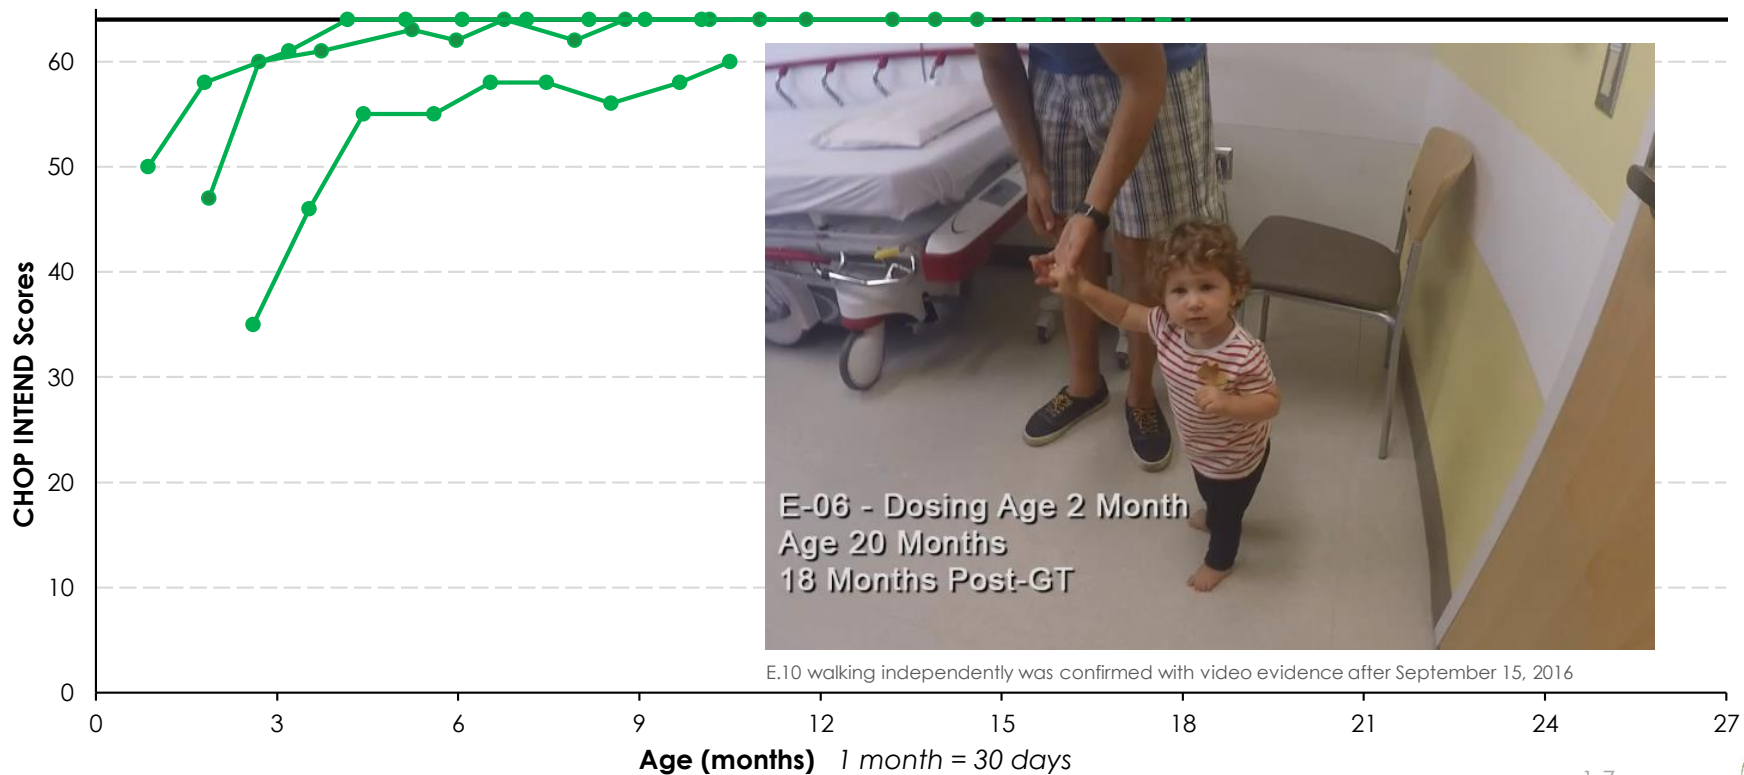 60
50
40
30
20
10
0
CHOP INTEND Scores
E-06 - Dosing Age 2 Month
Age 20 Months
18 Months Post-GT
E.10 walking independently was confirmed with video evidence after September 15, 2016
0 3 6 9 12 15 18 21 24 27
Age (months) 1 month = 30 days